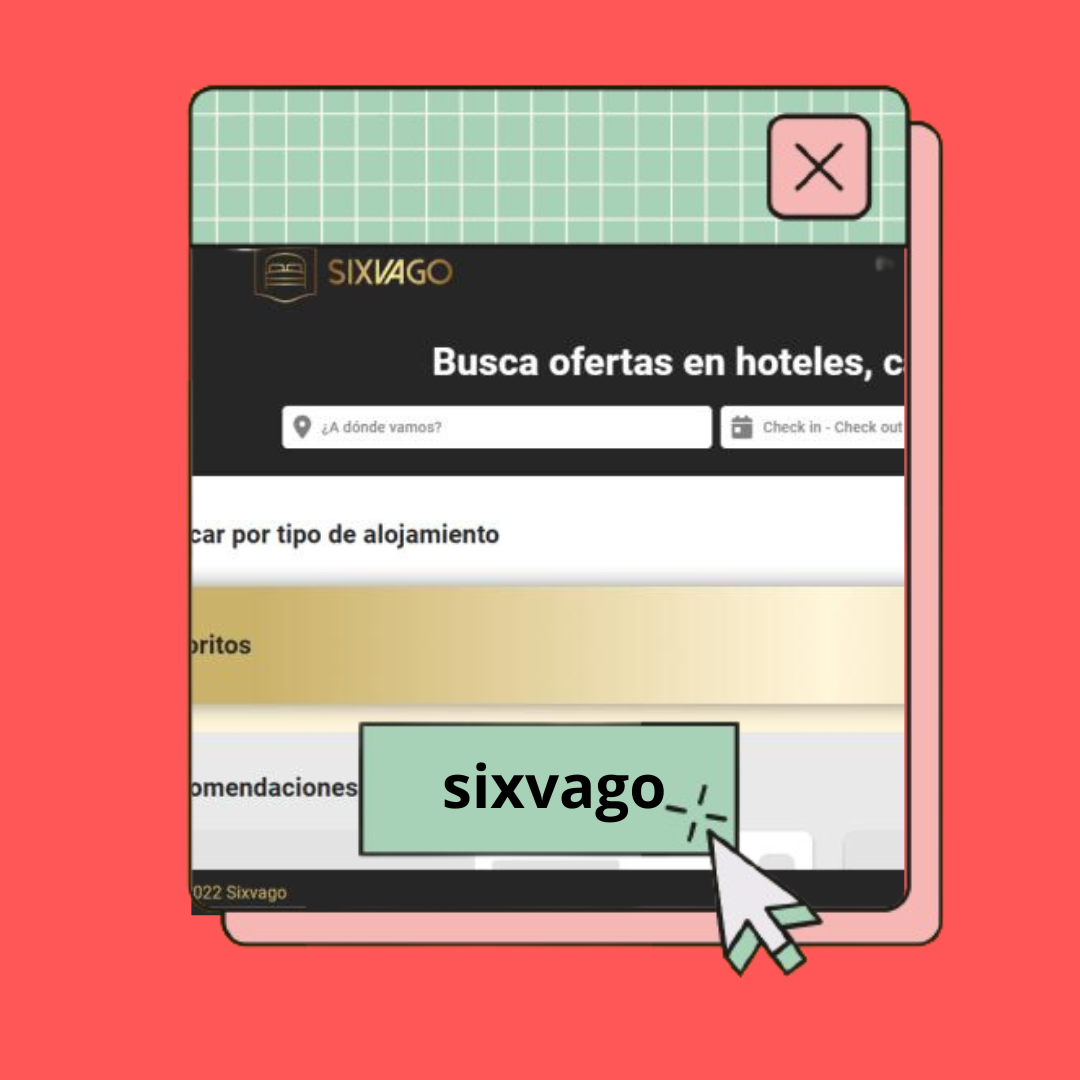 SIXVAGO
Busca ofertas en hoteles, c
¿A dónde vamos?
Check in - Check out
car por tipo de alojamiento
oritos
omendaciones
sixvago
022 Sixvago